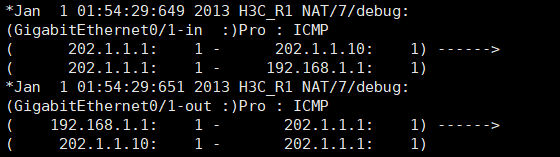 *Jan  1 01:54:29:649 2013 H3C_R1 NAT/7/debug:
(GigabitEthernet0/1-in  :)Pro : ICMP
(      202.1.1.1:    1 -      202.1.1.10:    1) ------>
(      202.1.1.1:    1 -     192.168.1.1:    1)
*Jan  1 01:54:29:651 2013 H3C_R1 NAT/7/debug:
(GigabitEthernet0/1-out :)Pro : ICMP
(    192.168.1.1:    1 -       202.1.1.1:    1) ------>
(     202.1.1.10:    1 -       202.1.1.1:    1)